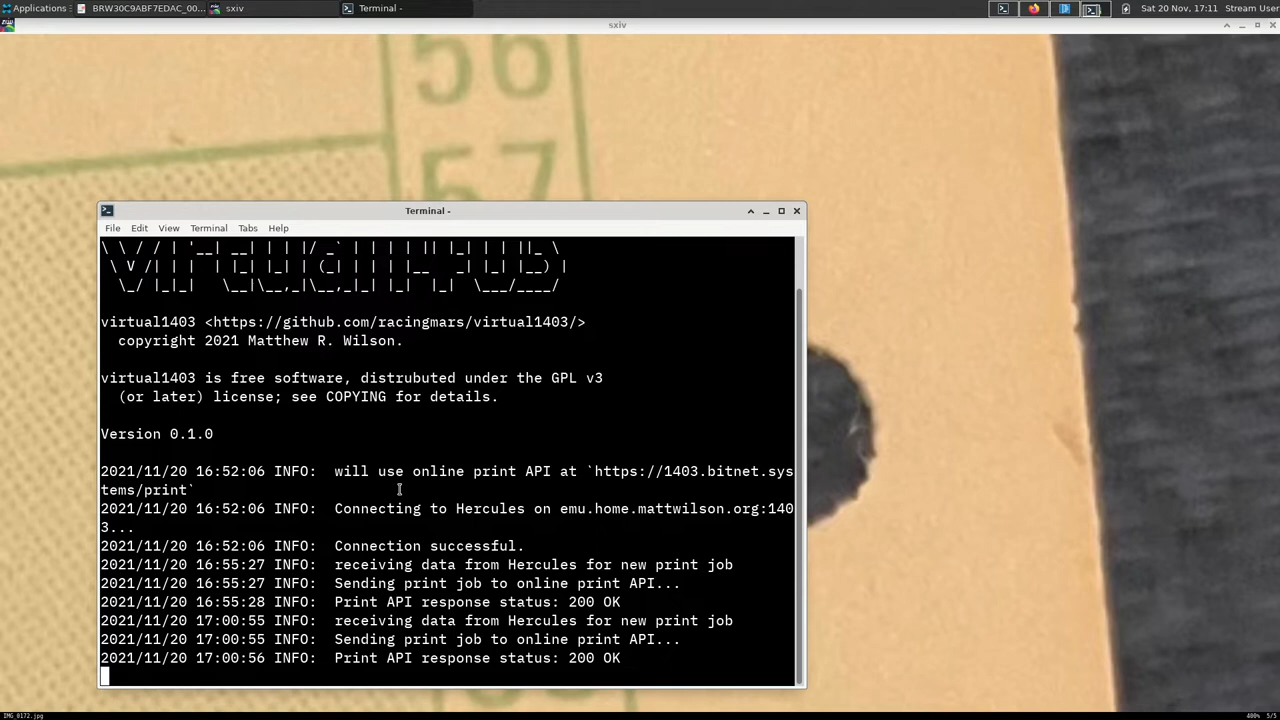 Applications
BRW30C9ABF7EDAC_00...
sxiv
Terminal -
Sat 20 Nov, 17:11
Stream User
sxiv
56
57
Terminal -
File Edit View Terminal Tabs Help
virtual1403 <https://github.com/racingmars/virtual1403/>
copyright 2021 Matthew R. Wilson.
virtual1403 is free software, distrubuted under the GPL v3
(or later) license; see COPYING for details.
Version 0.1.0
2021/11/20 16:52:06 INFO: will use online print API at `https://1403.bitnet.sys
tems/print`
2021/11/20 16:52:06 INFO: Connecting to Hercules on emu.home.mattwilson.org:140
3...
2021/11/20 16:52:06 INFO: Connection successful.
2021/11/20 16:55:27 INFO: receiving data from Hercules for new print job
2021/11/20 16:55:27 INFO: Sending print job to online print API...
2021/11/20 16:55:28 INFO: Print API response status: 200 OK
2021/11/20 17:00:55 INFO: receiving data from Hercules for new print job
2021/11/20 17:00:55 INFO: Sending print job to online print API...
2021/11/20 17:00:56 INFO: Print API response status: 200 OK
IMG_0172.jpg
400% 5/5